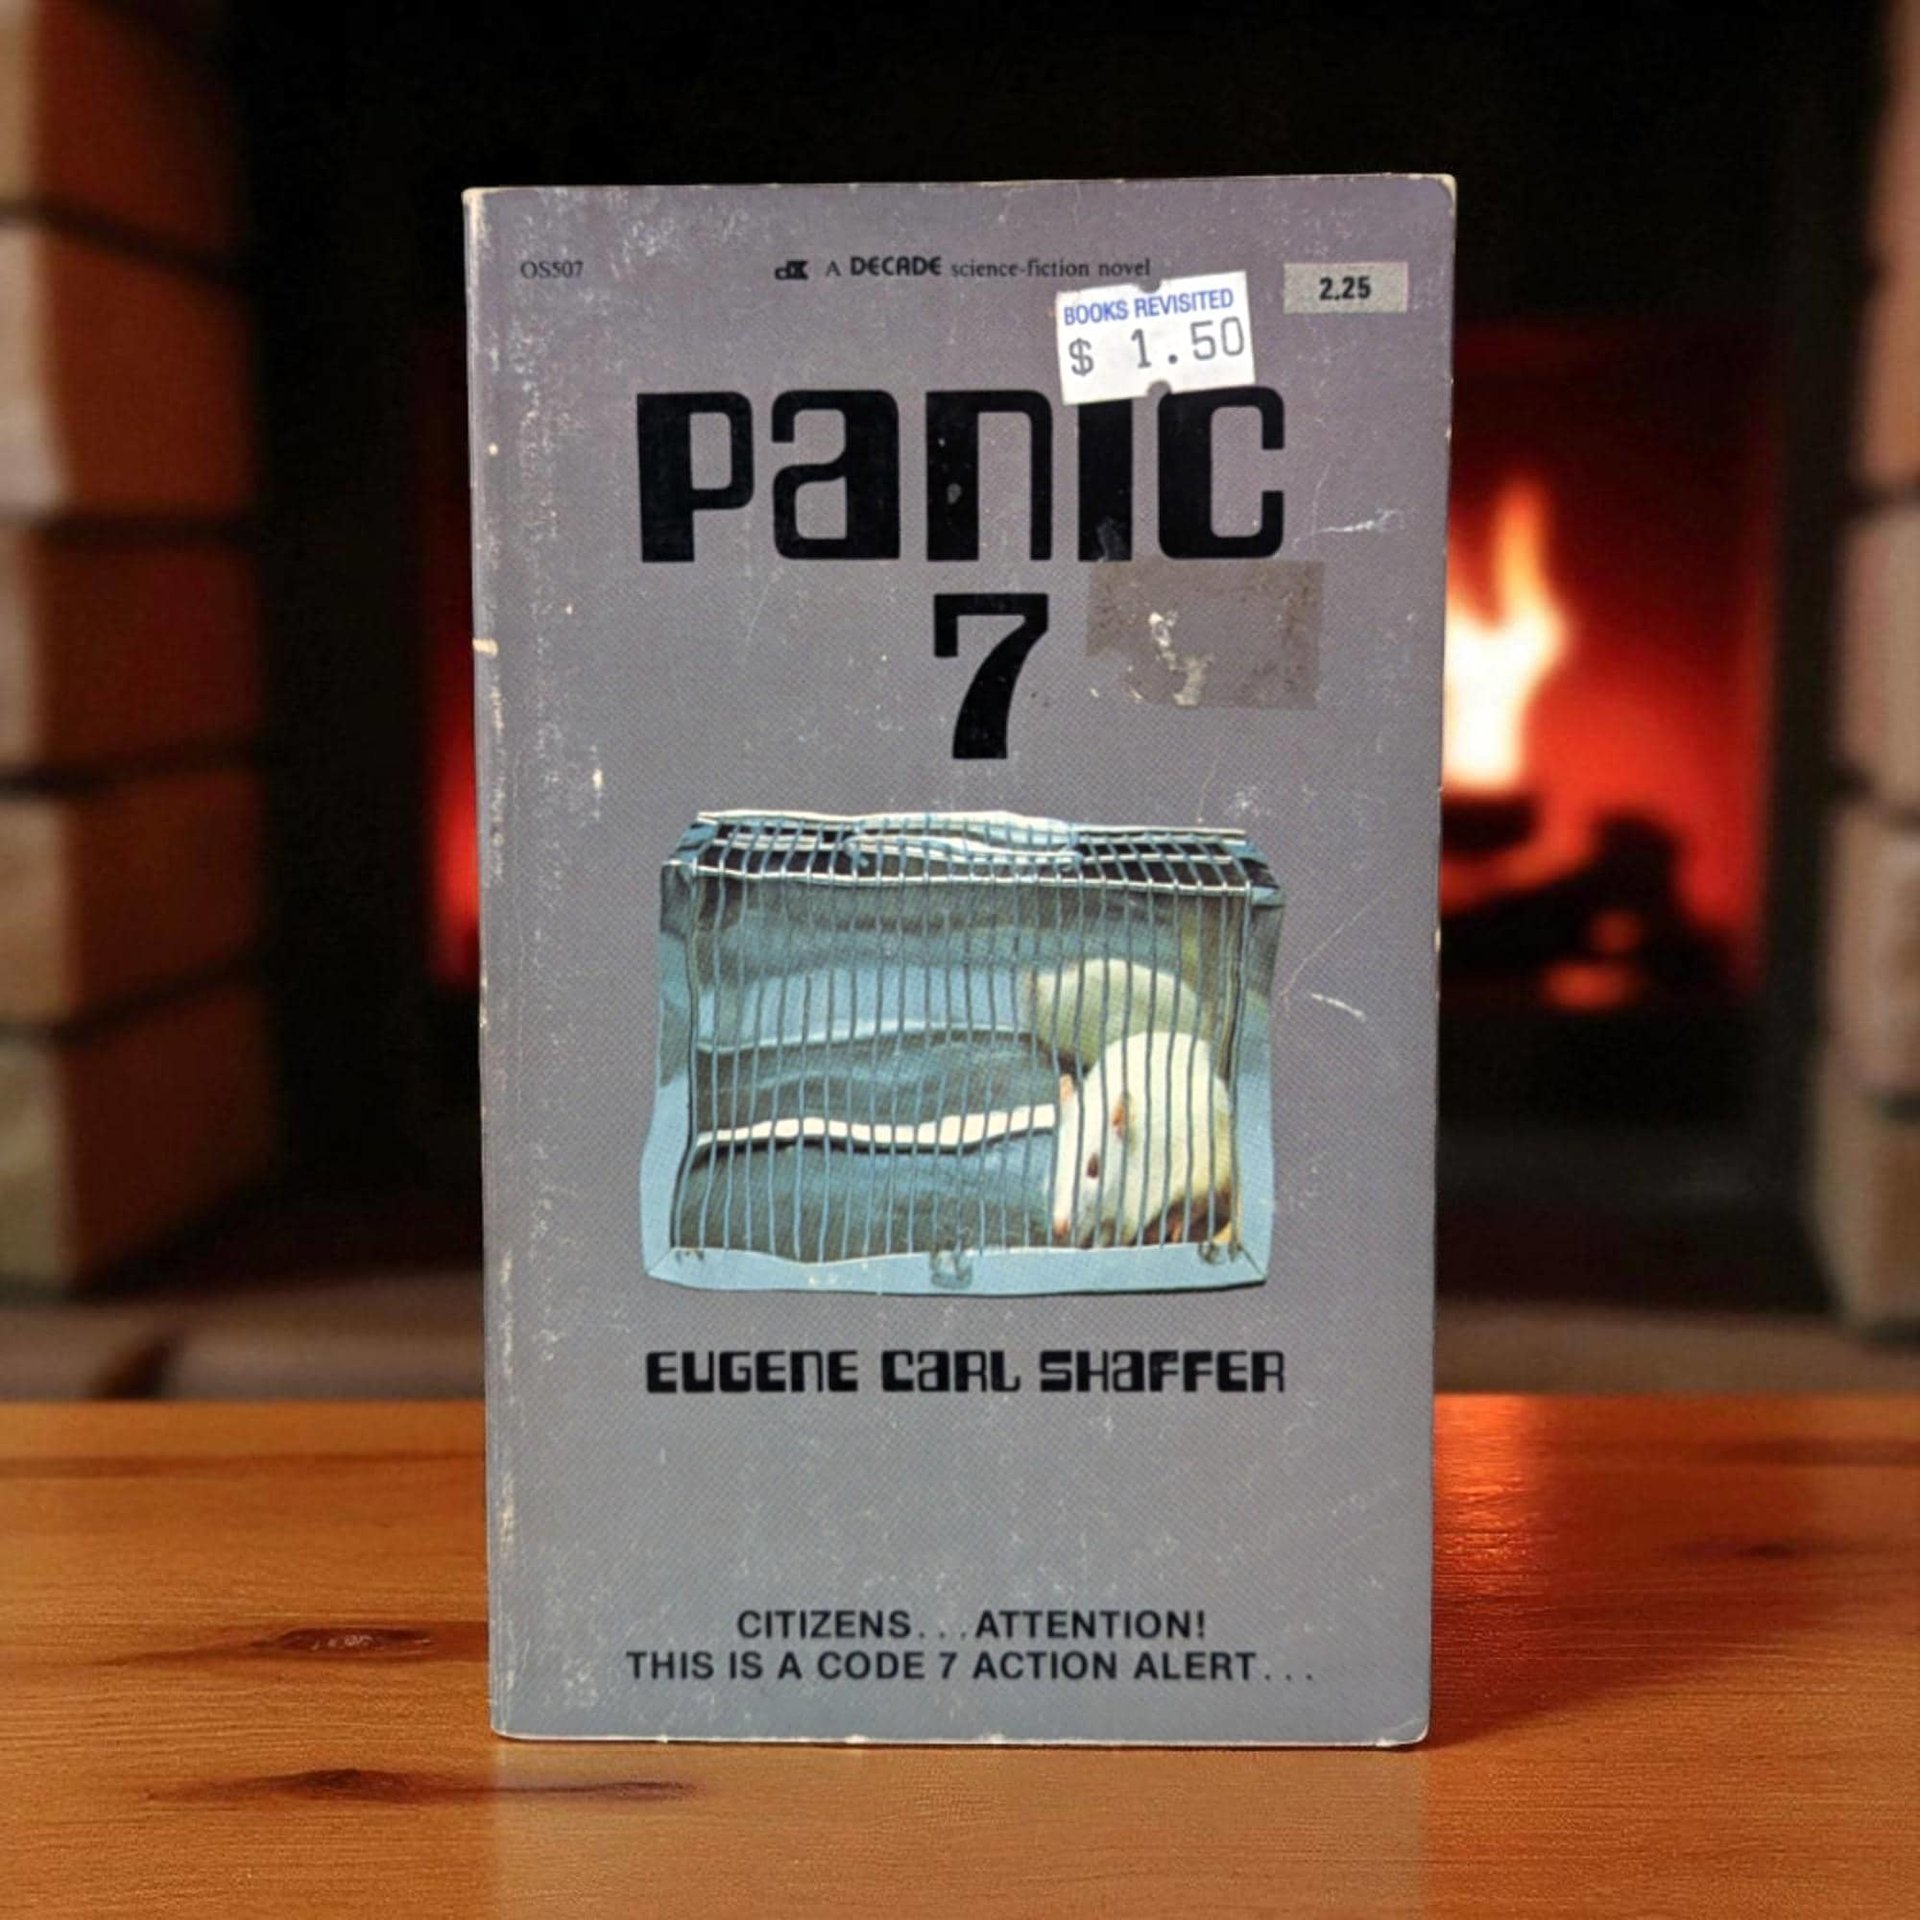 OS507
dX A DECADE science-fiction novel
2.25
BOOKS REVISITED
$ 1.50
Panic
7
EUGENE CARL SHAFFER
CITIZENS...ATTENTION!
THIS IS A CODE 7 ACTION ALERT...